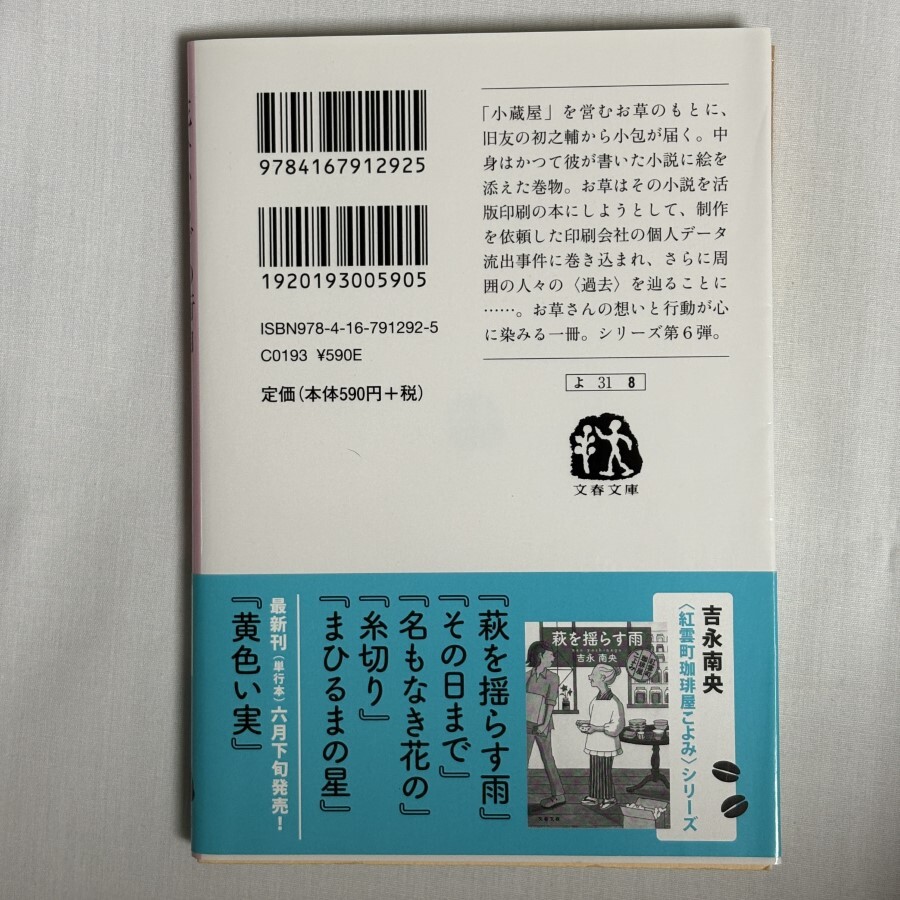 9784167912925
1920193005905
ISBN978-4-16-791292-5
C0193 ¥590E
定価(本体590円+税)
「小蔵屋」を営むお草のもとに、
旧友の初之輔から小包が届く。中
身はかつて彼が書いた小説に絵を
添えた巻物。お草はその小説を活
版印刷の本にしようとして、制作
を依頼した印刷会社の個人データ
流出事件に巻き込まれ、さらに周
囲の人々の〈過去〉を辿ることに
……。お草さんの想いと行動が心
に染みる一冊。シリーズ第6弾。
よ 31 8
文春文庫
吉永南央
〈紅雲町珈琲屋こよみ〉シリーズ
萩を揺らす雨
吉永南央
文春文庫
『萩を揺らす雨』
『その日まで』
『名もなき花の』
『糸切り』
『まひるまの星』
最新刊(単行本)六月下旬発売!
『黄色い実』